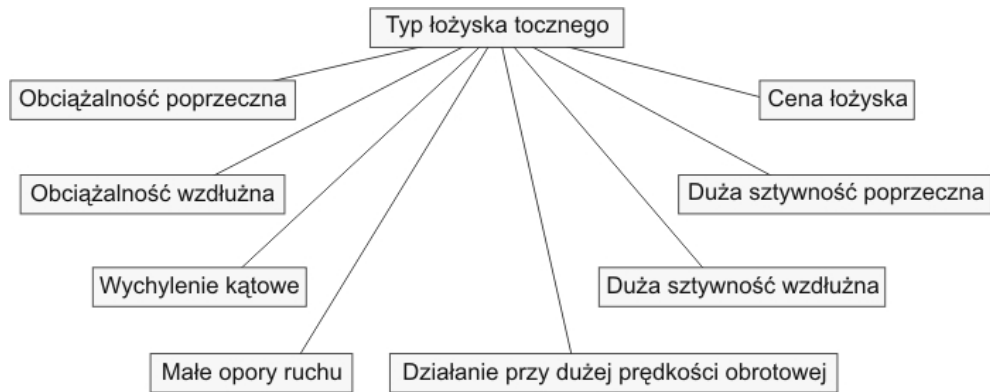 Typ łożyska tocznego
Obciążalność poprzeczna
Cena łożyska
Obciążalność wzdłużna
Duża sztywność poprzeczna
Wychylenie kątowe
Duża sztywność wzdłużna
Małe opory ruchu
Działanie przy dużej prędkości obrotowej